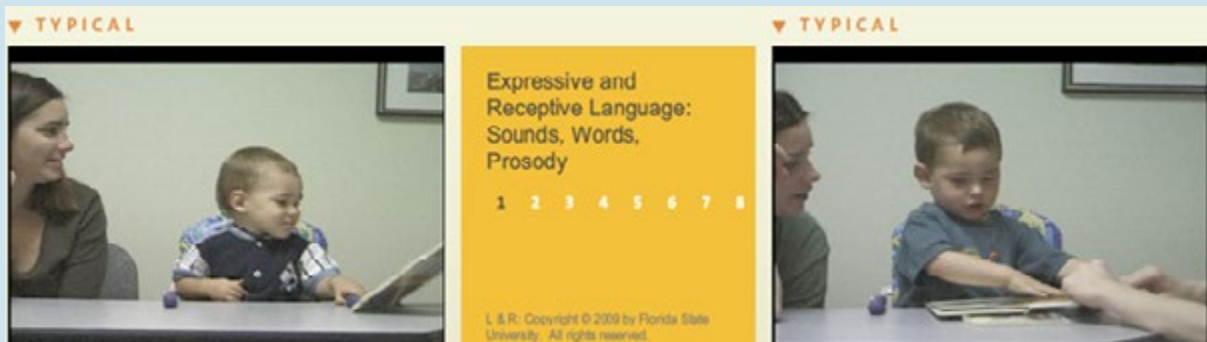 ▼ TYPICAL
▼ TYPICAL
Expressive and
Receptive Language:
Sounds, Words,
Prosody
1 2 3 4 5 6 7 8
L & R: Copyright © 2009 by Florida State
University. All rights reserved.